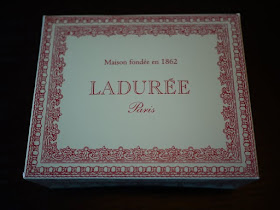 Maison fondée en 1862
LADURÉE
Paris